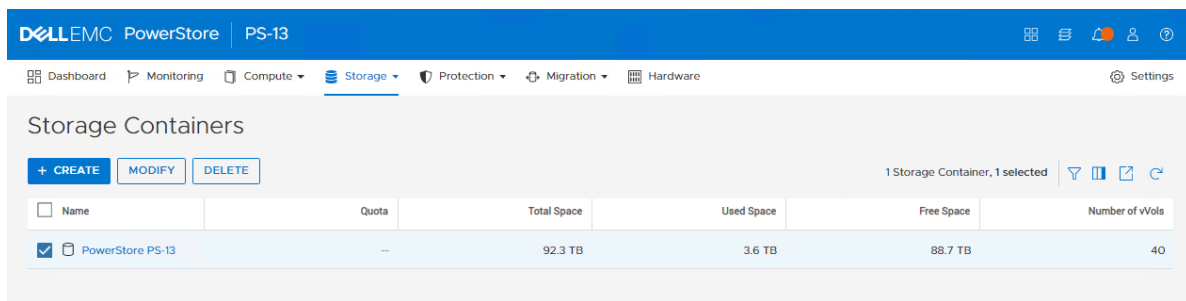 DELLEMC PowerStore PS-13
Dashboard Monitoring Compute Storage Protection Migration Hardware Settings
Storage Containers
+ CREATE MODIFY DELETE 1 Storage Container, 1 selected
Name Quota Total Space Used Space Free Space Number of vVols
PowerStore PS-13 -- 92.3 TB 3.6 TB 88.7 TB 40